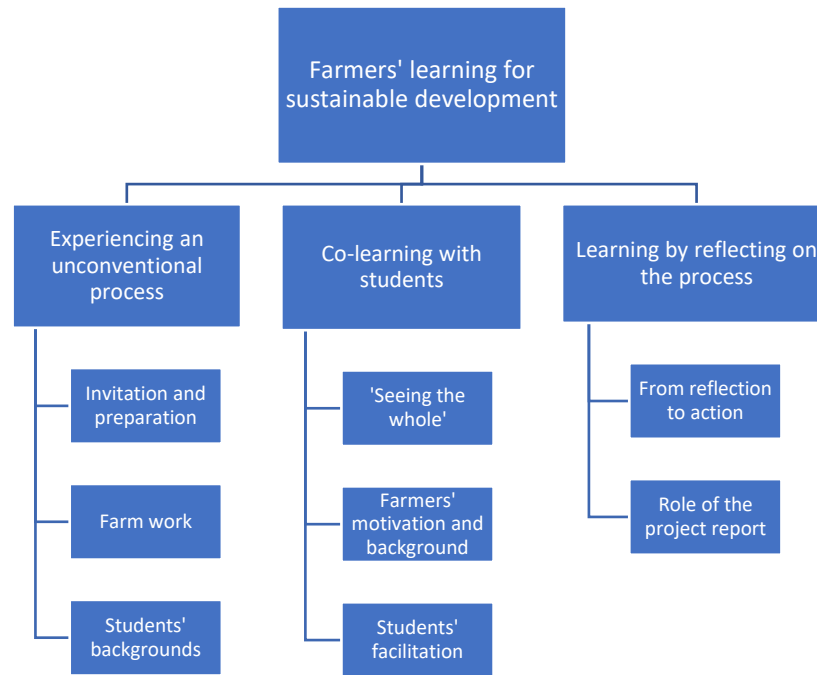 Farmers' learning for
sustainable development
Experiencing an
unconventional
process
Invitation and
preparation
Farm work
Students'
backgrounds
Co-learning with
students
'Seeing the
whole'
Farmers'
motivation and
background
Students'
facilitation
Learning by reflecting on
the process
From reflection
to action
Role of the
project report